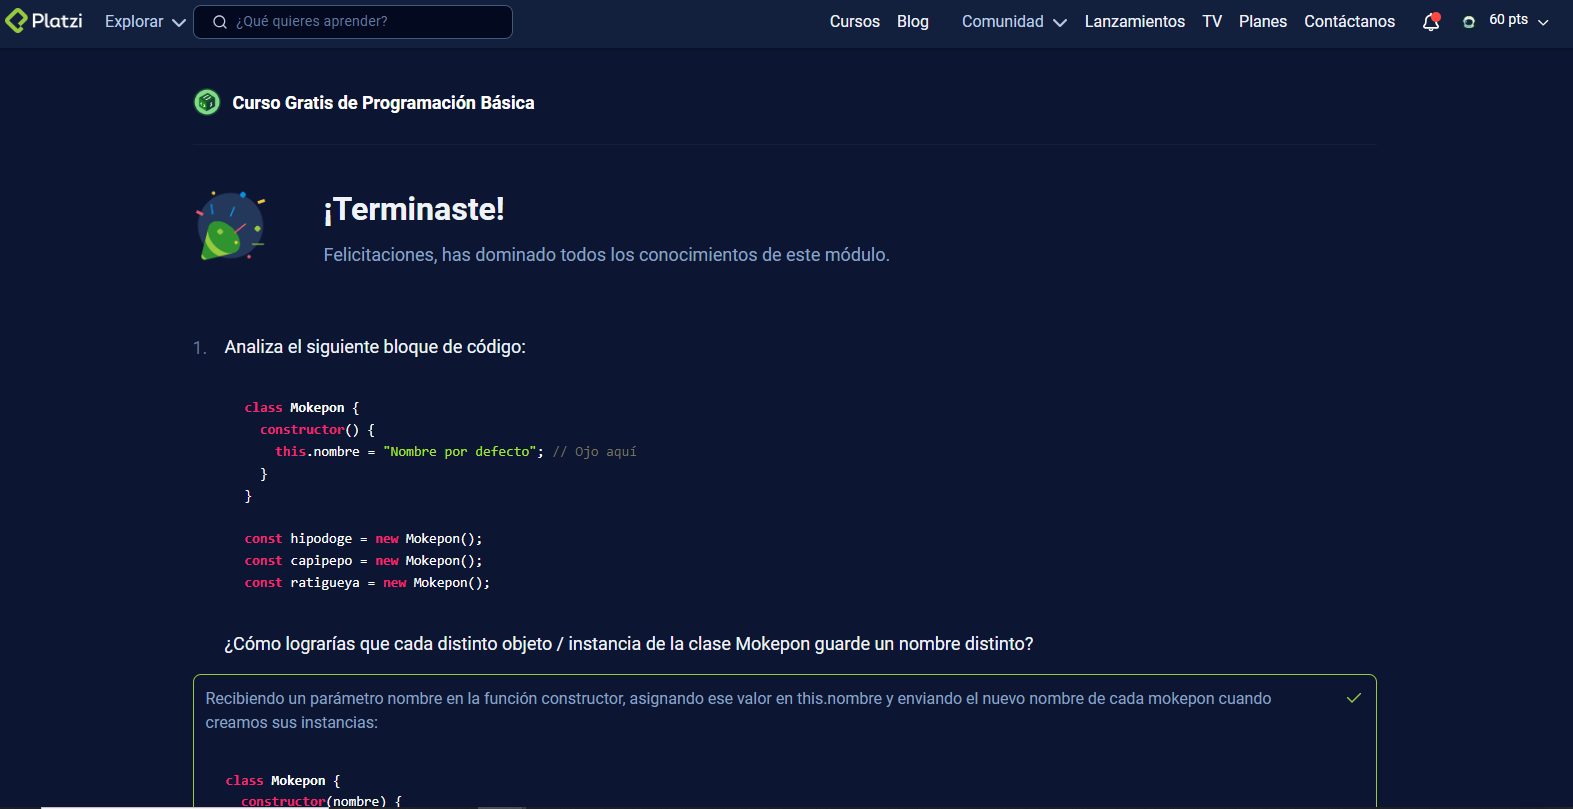 Platzi Explorar ¿Qué quieres aprender? Cursos Blog Comunidad Lanzamientos TV Planes Contáctanos 60 pts
Curso Gratis de Programación Básica
¡Terminaste!
Felicitaciones, has dominado todos los conocimientos de este módulo.
1. Analiza el siguiente bloque de código:
class Mokepon {
constructor() {
this.nombre = "Nombre por defecto"; // Ojo aquí
}
}
const hipodoge = new Mokepon();
const capipepo = new Mokepon();
const ratigueya = new Mokepon();
¿Cómo lograrías que cada distinto objeto / instancia de la clase Mokepon guarde un nombre distinto?
Recibiendo un parámetro nombre en la función constructor, asignando ese valor en this.nombre y enviando el nuevo nombre de cada mokepon cuando
creamos sus instancias:
class Mokepon {
constructor(nombre) {